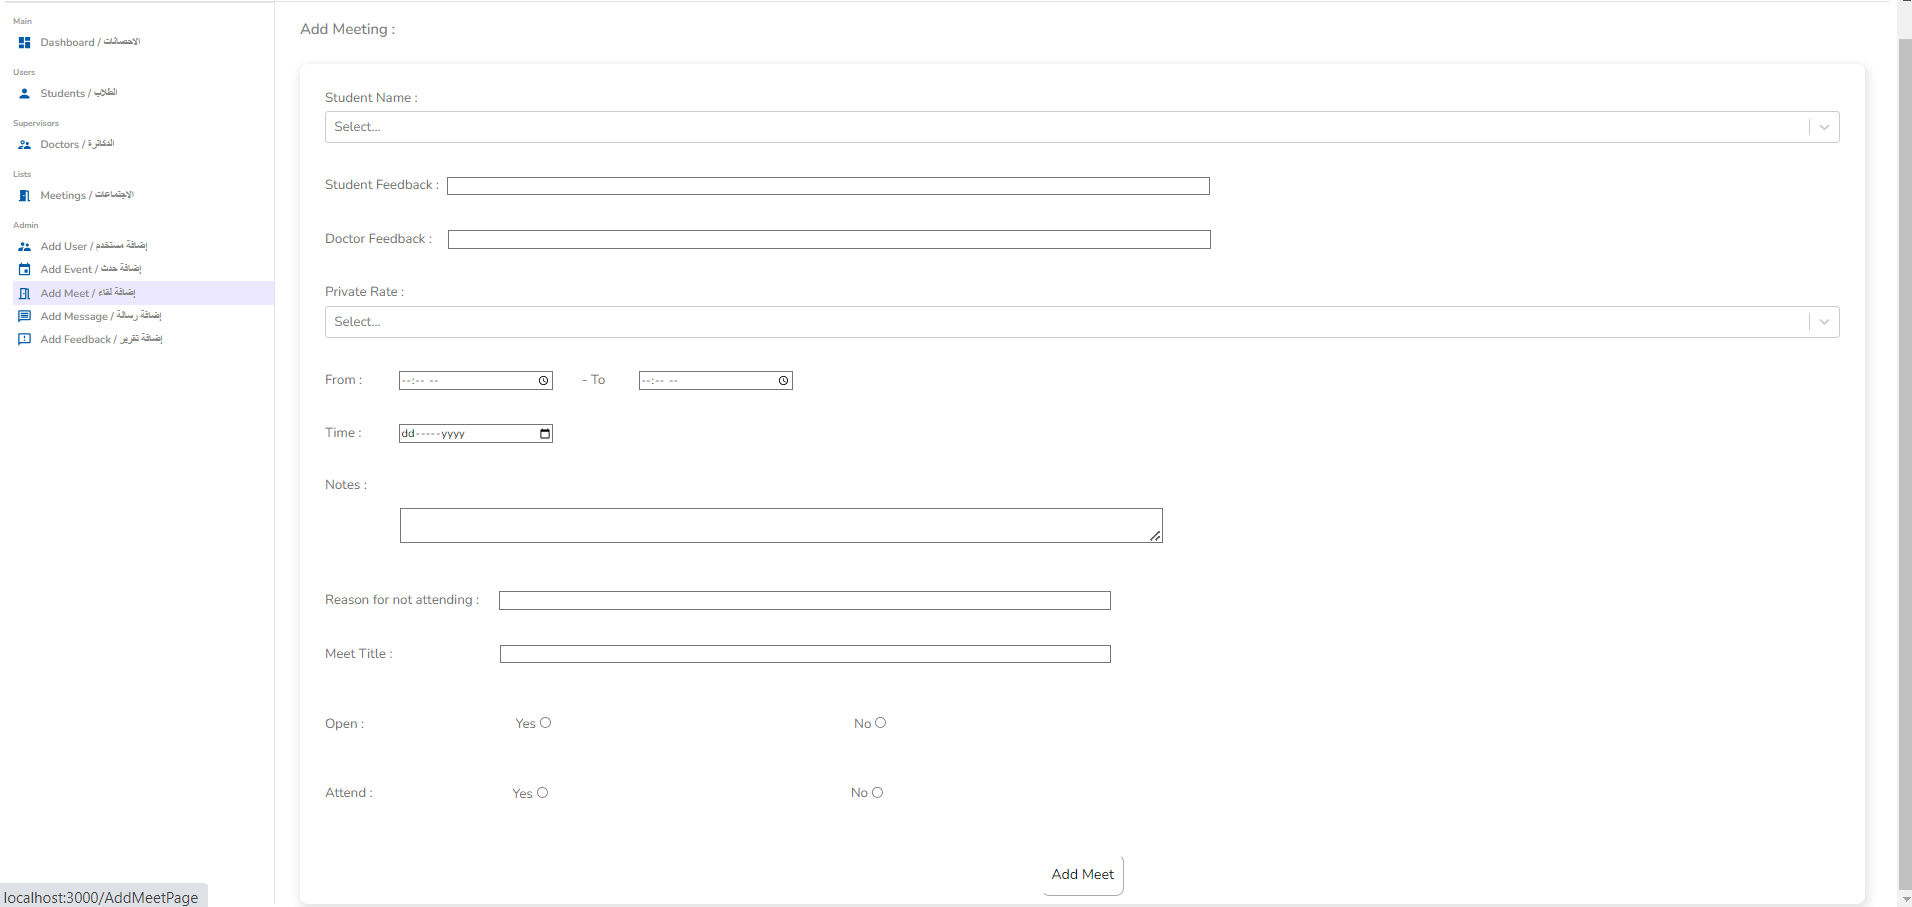 Main
Dashboard / الاحصائات
Users
Students / الطلاب
Supervisors
Doctors / الدكاترة
Lists
Meetings / الاجتماعات
Admin
Add User / إضافة مستخدم
Add Event / إضافة حدث
Add Meet / إضافة لقاء
Add Message / إضافة رسالة
Add Feedback / إضافة تقرير
Add Meeting :
Student Name :
Select...
Student Feedback :
Doctor Feedback :
Private Rate :
Select...
From : --:-- -- - To --:-- --
Time : dd-----yyyy
Notes :
Reason for not attending :
Meet Title :
Open : Yes No
Attend : Yes No
Add Meet
localhost:3000/AddMeetPage